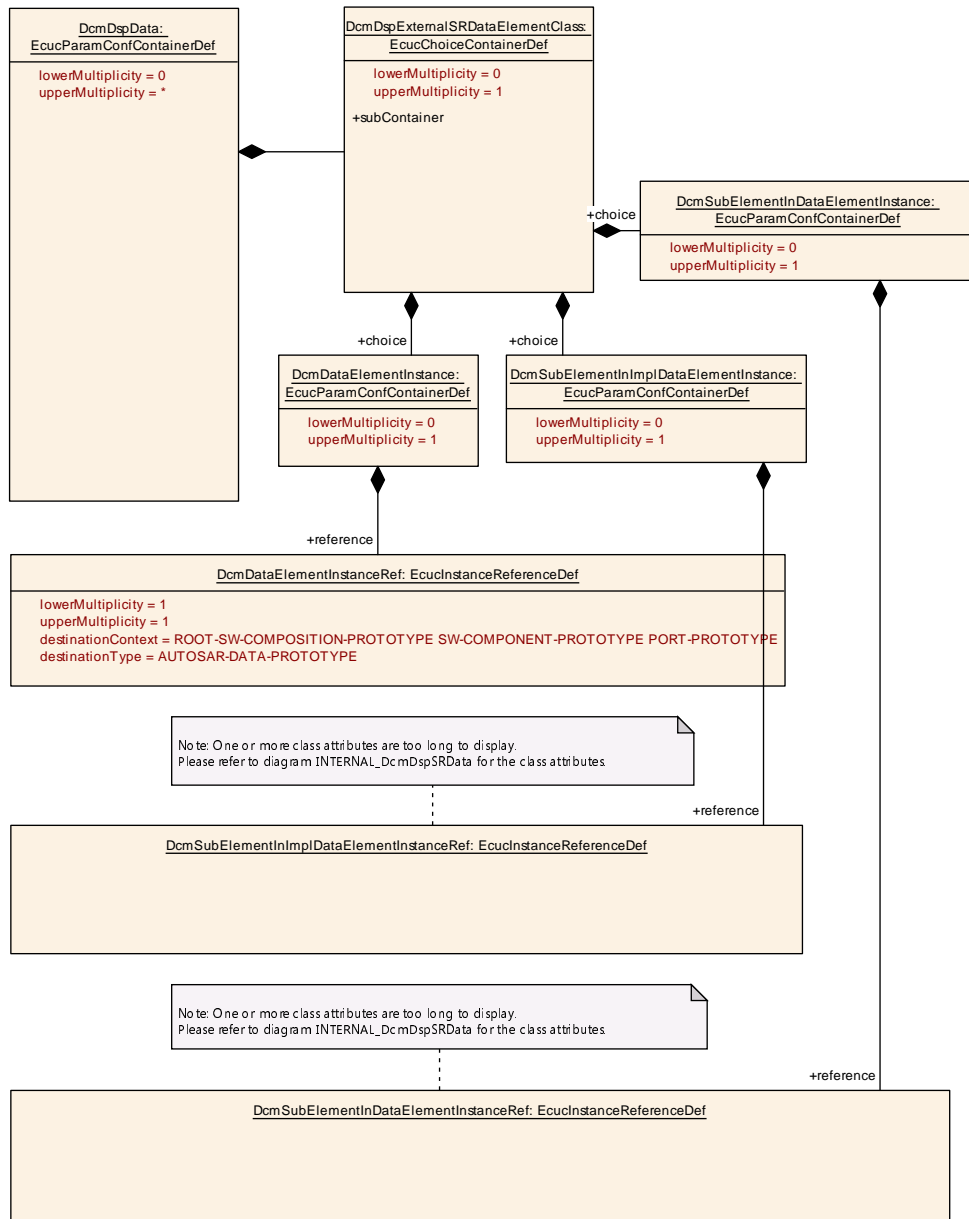 DcmDspData:
EcucParamConfContainerDef
lowerMultiplicity = 0
upperMultiplicity = *
DcmDspExternalSRDataElementClass:
EcucChoiceContainerDef
lowerMultiplicity = 0
upperMultiplicity = 1
+subContainer
DcmSubElementInDataElementInstance:
EcucParamConfContainerDef
lowerMultiplicity = 0
upperMultiplicity = 1
+choice
+choice
+choice
DcmDataElementInstance:
EcucParamConfContainerDef
lowerMultiplicity = 0
upperMultiplicity = 1
DcmSubElementInImplDataElementInstance:
EcucParamConfContainerDef
lowerMultiplicity = 0
upperMultiplicity = 1
+reference
DcmDataElementInstanceRef: EcucInstanceReferenceDef
lowerMultiplicity = 1
upperMultiplicity = 1
destinationContext = ROOT-SW-COMPOSITION-PROTOTYPE SW-COMPONENT-PROTOTYPE PORT-PROTOTYPE
destinationType = AUTOSAR-DATA-PROTOTYPE
Note: One or more class attributes are too long to display.
Please refer to diagram INTERNAL_DcmDspSRData for the class attributes.
+reference
DcmSubElementInImplDataElementInstanceRef: EcucInstanceReferenceDef
Note: One or more class attributes are too long to display.
Please refer to diagram INTERNAL_DcmDspSRData for the class attributes.
+reference
DcmSubElementInDataElementInstanceRef: EcucInstanceReferenceDef